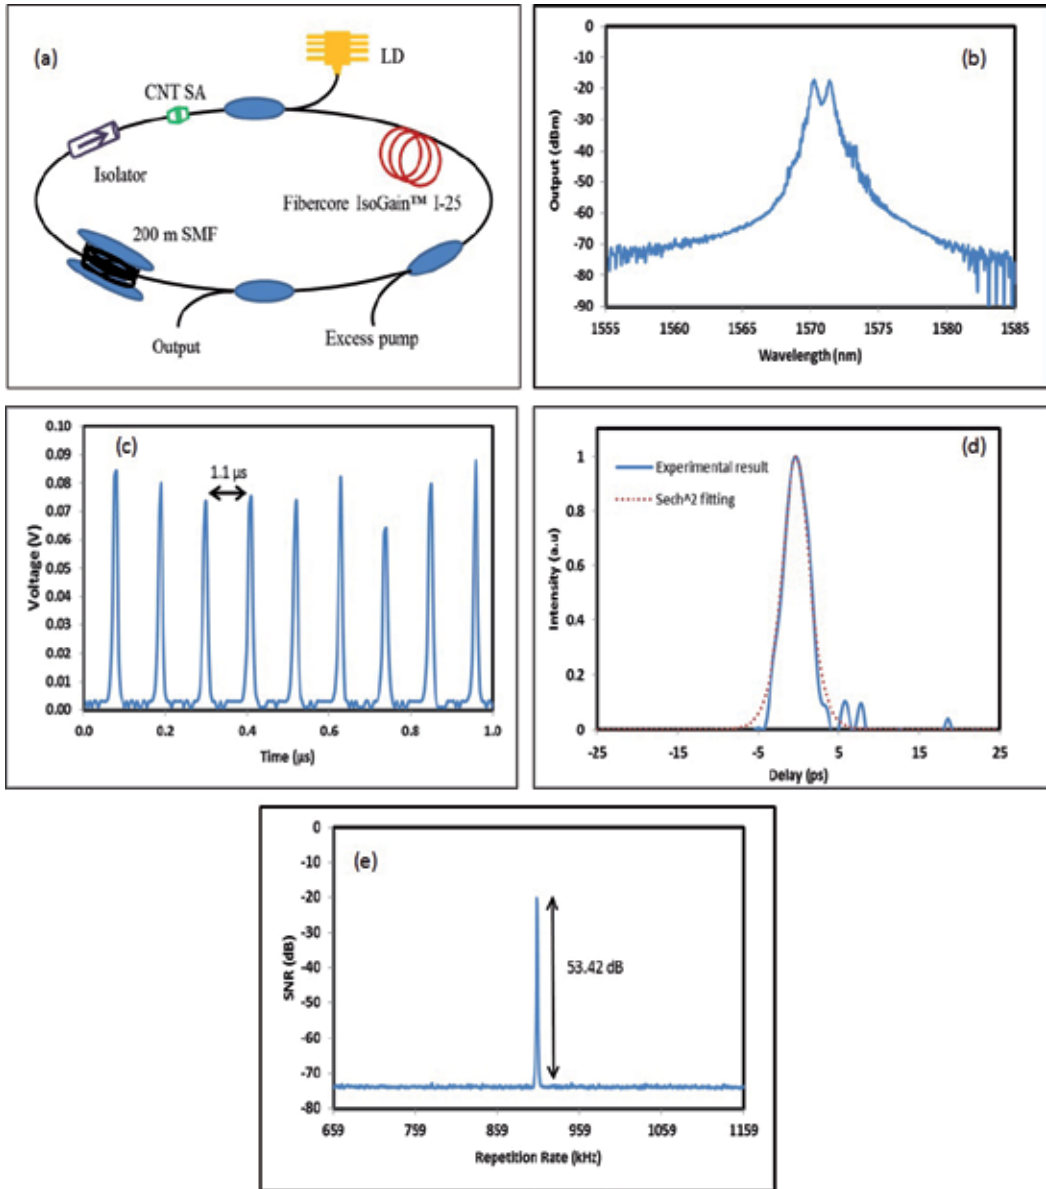 (a)
LD
CNT SA
Isolator
Fibercore IsoGain™ I-25
200 m SMF
Output
Excess pump
(b)
Output (dBm)
0
-10
-20
-30
-40
-50
-60
-70
-80
-90
1555 1560 1565 1570 1575 1580 1585
Wavelength (nm)
(c)
1.1 µs
Voltage (V)
0.10
0.09
0.08
0.07
0.06
0.05
0.04
0.03
0.02
0.01
0.00
0.0 0.2 0.4 0.6 0.8 1.0
Time (µs)
(d)
Experimental result
Sech^2 fitting
Intensity (a.u)
1
0.8
0.6
0.4
0.2
0
-25 -15 -5 5 15 25
Delay (ps)
(e)
53.42 dB
SNR (dB)
0
-10
-20
-30
-40
-50
-60
-70
-80
659 759 859 959 1059 1159
Repetition Rate (kHz)